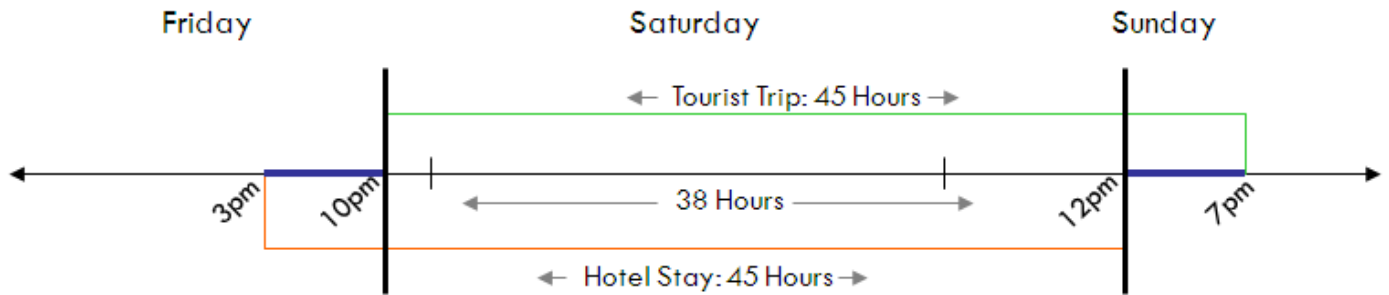 Friday Saturday Sunday
← Tourist Trip: 45 Hours →
3pm 10pm 38 Hours 12pm 7pm
← Hotel Stay: 45 Hours →